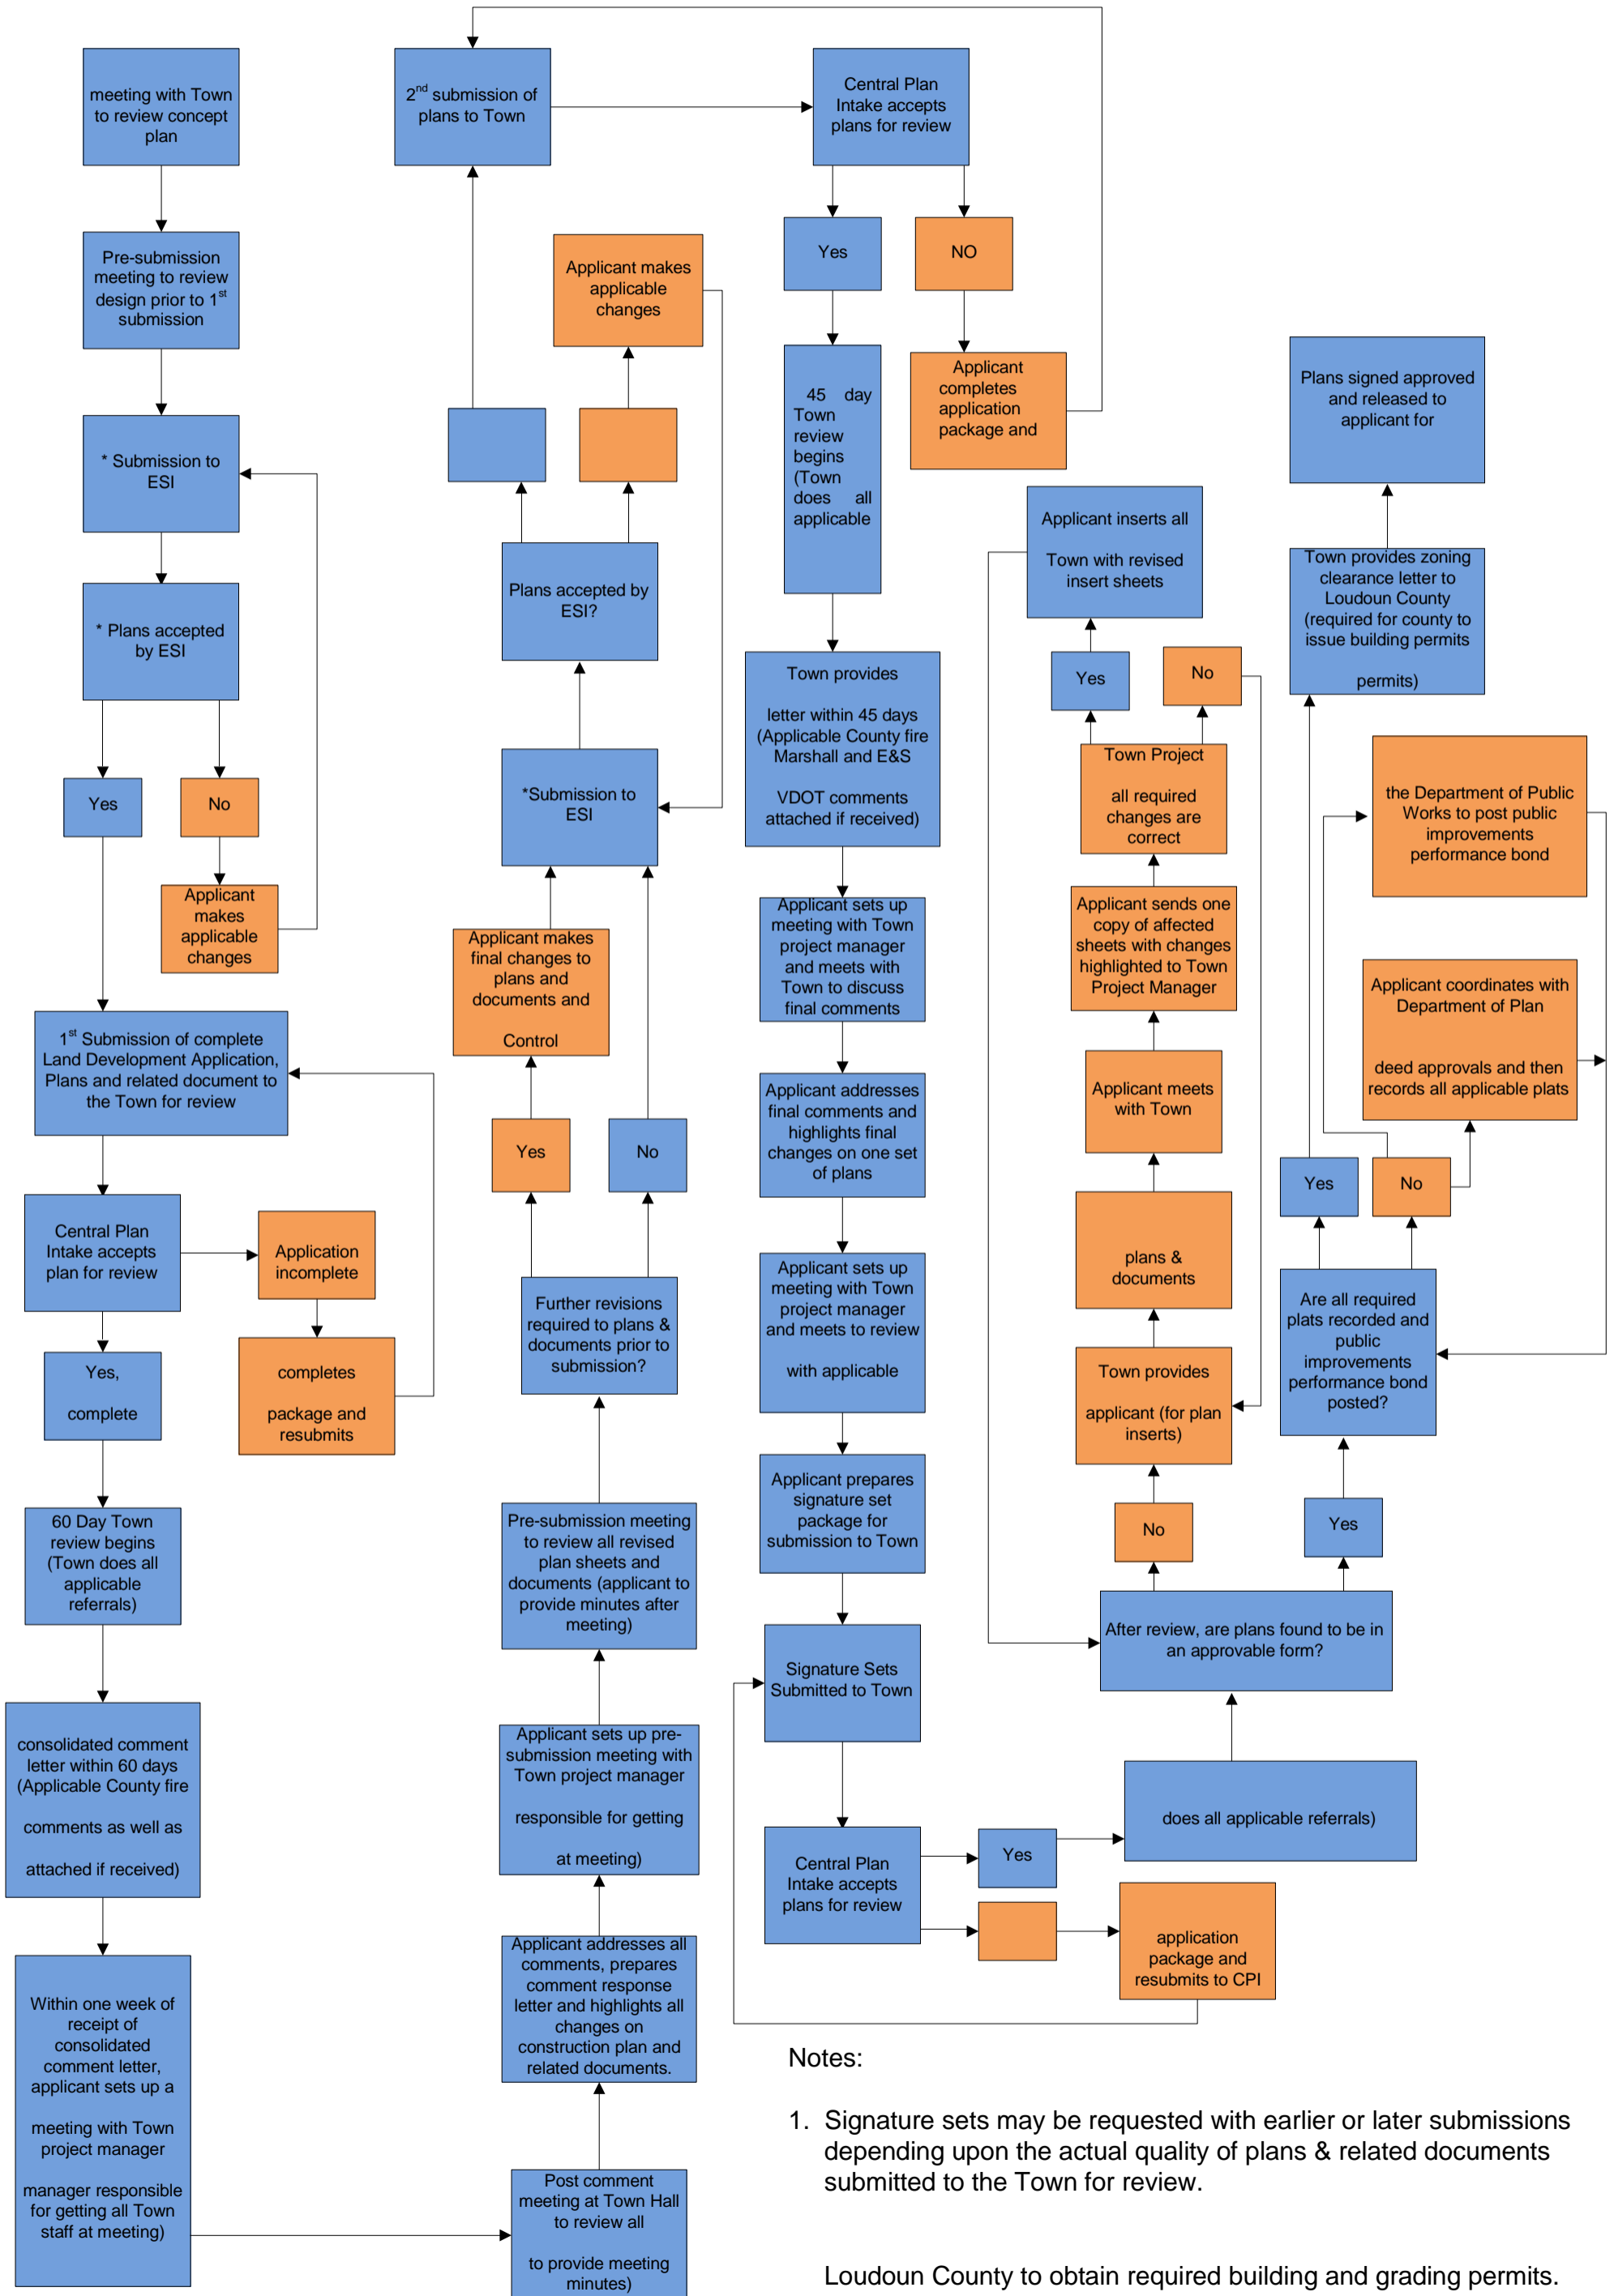 meeting with Town
to review concept
plan
Pre-submission
meeting to review
design prior to 1st
submission
* Submission to
ESI
* Plans accepted
by ESI
Yes
No
Applicant
makes
applicable
changes
1st Submission of complete
Land Development Application,
Plans and related document to
the Town for review
Central Plan
Intake accepts
plan for review
Application
incomplete
Yes,
complete
completes
package and
resubmits
60 Day Town
review begins
(Town does all
applicable
referrals)
consolidated comment
letter within 60 days
(Applicable County fire
comments as well as
attached if received)
Within one week of
receipt of
consolidated
comment letter,
applicant sets up a
meeting with Town
project manager
manager responsible
for getting all Town
staff at meeting)
Post comment
meeting at Town Hall
to review all
to provide meeting
minutes)
Applicant addresses all
comments, prepares
comment response
letter and highlights all
changes on
construction plan and
related documents.
Applicant sets up pre-
submission meeting with
Town project manager
responsible for getting
at meeting)
Pre-submission meeting
to review all revised
plan sheets and
documents (applicant to
provide minutes after
meeting)
Further revisions
required to plans &
documents prior to
submission?
Yes
No
Applicant makes
final changes to
plans and
documents and
Control
*Submission to
ESI
Plans accepted by
ESI?
Applicant makes
applicable
changes
2nd submission of
plans to Town
Central Plan
Intake accepts
plans for review
Yes
NO
Applicant
completes
application
package and
45 day
Town
review
begins
(Town
does all
applicable
Town provides
letter within 45 days
(Applicable County fire
Marshall and E&S
VDOT comments
attached if received)
Applicant sets up
meeting with Town
project manager
and meets with
Town to discuss
final comments
Applicant addresses
final comments and
highlights final
changes on one set
of plans
Applicant sets up
meeting with Town
project manager
and meets to review
with applicable
Applicant prepares
signature set
package for
submission to Town
Signature Sets
Submitted to Town
Central Plan
Intake accepts
plans for review
Yes
application
package and
resubmits to CPI
does all applicable referrals)
After review, are plans found to be in
an approvable form?
No
Yes
Town provides
applicant (for plan
inserts)
plans &
documents
Applicant meets
with Town
Applicant sends one
copy of affected
sheets with changes
highlighted to Town
Project Manager
Town Project
all required
changes are
correct
Yes
No
Applicant inserts all
Town with revised
insert sheets
Are all required
plats recorded and
public
improvements
performance bond
posted?
Yes
No
Applicant coordinates with
Department of Plan
deed approvals and then
records all applicable plats
the Department of Public
Works to post public
improvements
performance bond
Town provides zoning
clearance letter to
Loudoun County
(required for county to
issue building permits
permits)
Plans signed approved
and released to
applicant for
Notes:
1. Signature sets may be requested with earlier or later submissions
depending upon the actual quality of plans & related documents
submitted to the Town for review.
Loudoun County to obtain required building and grading permits.